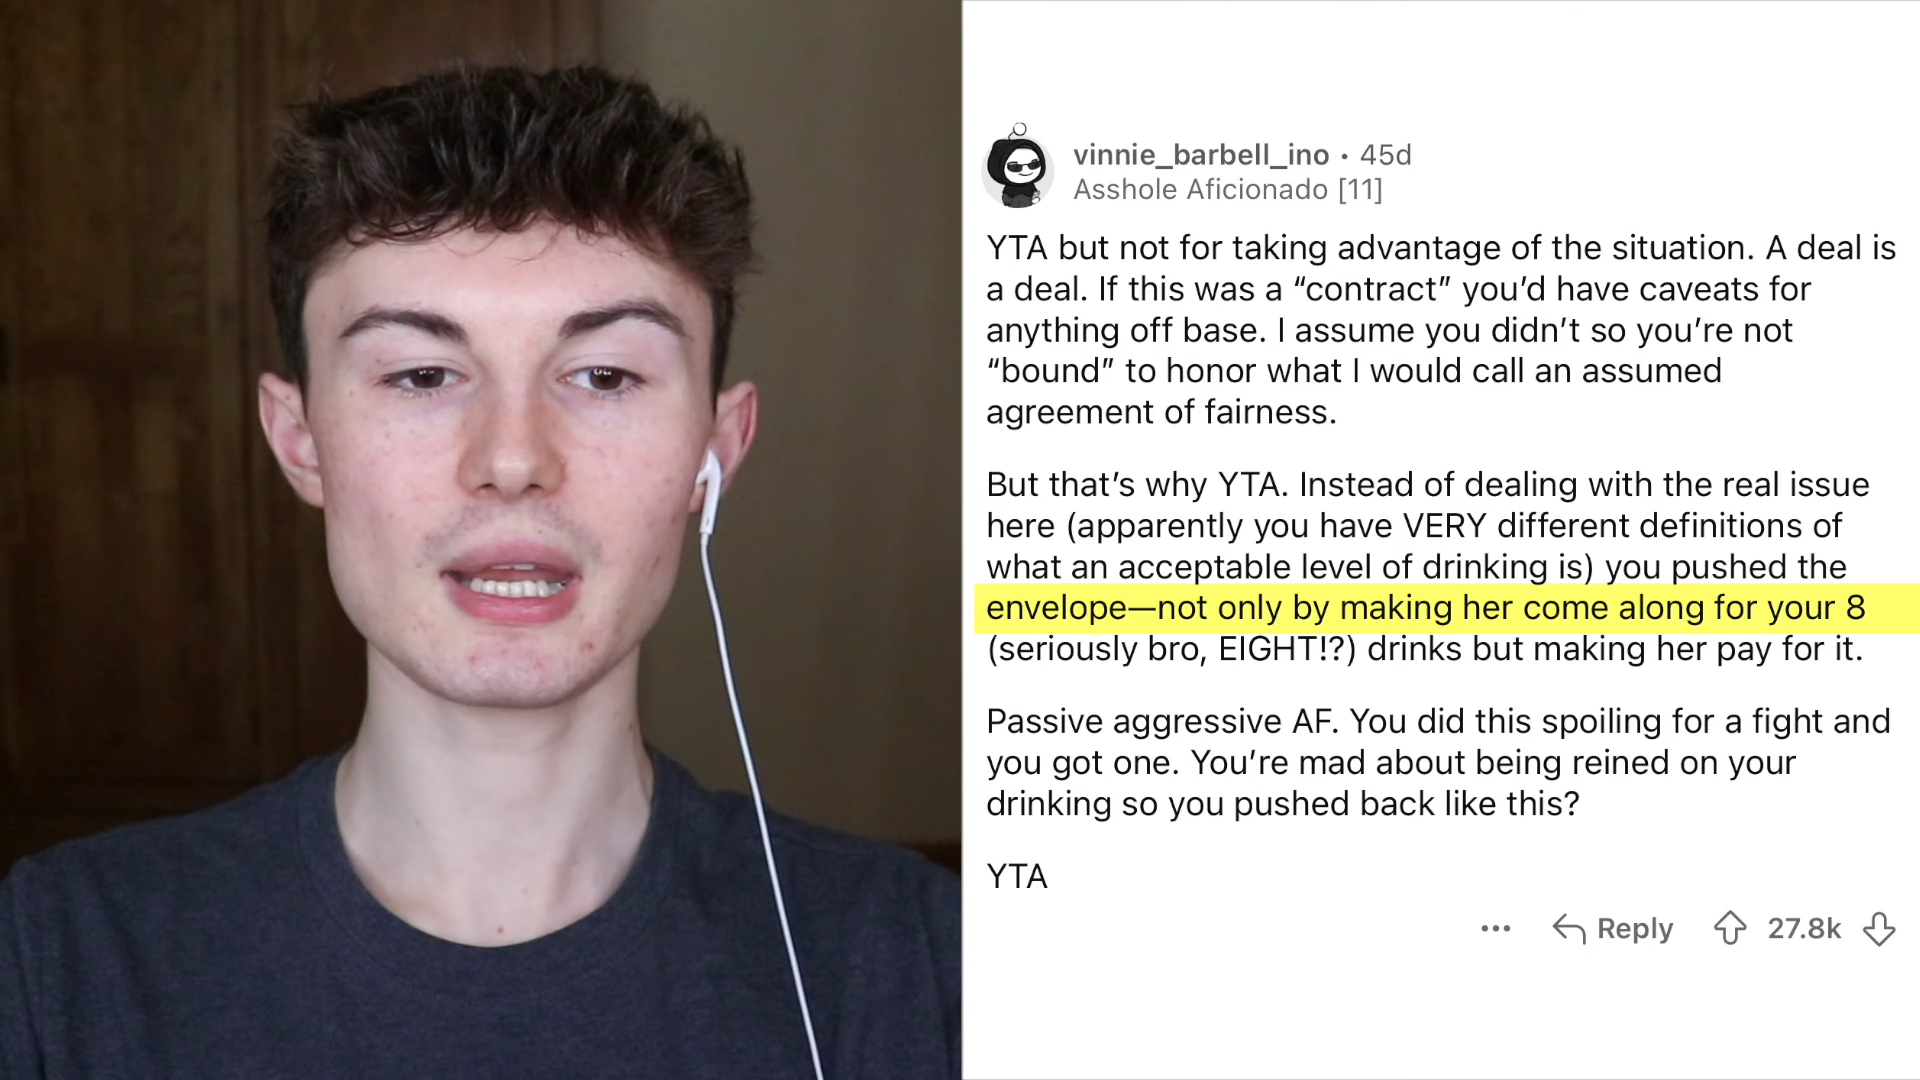 vinnie_barbell_ino • 45d
Asshole Aficionado [11]
YTA but not for taking advantage of the situation. A deal is
a deal. If this was a “contract” you’d have caveats for
anything off base. I assume you didn’t so you’re not
“bound” to honor what I would call an assumed
agreement of fairness.
But that’s why YTA. Instead of dealing with the real issue
here (apparently you have VERY different definitions of
what an acceptable level of drinking is) you pushed the
envelope—not only by making her come along for your 8
(seriously bro, EIGHT!?) drinks but making her pay for it.
Passive aggressive AF. You did this spoiling for a fight and
you got one. You’re mad about being reined on your
drinking so you pushed back like this?
YTA
... Reply 27.8k